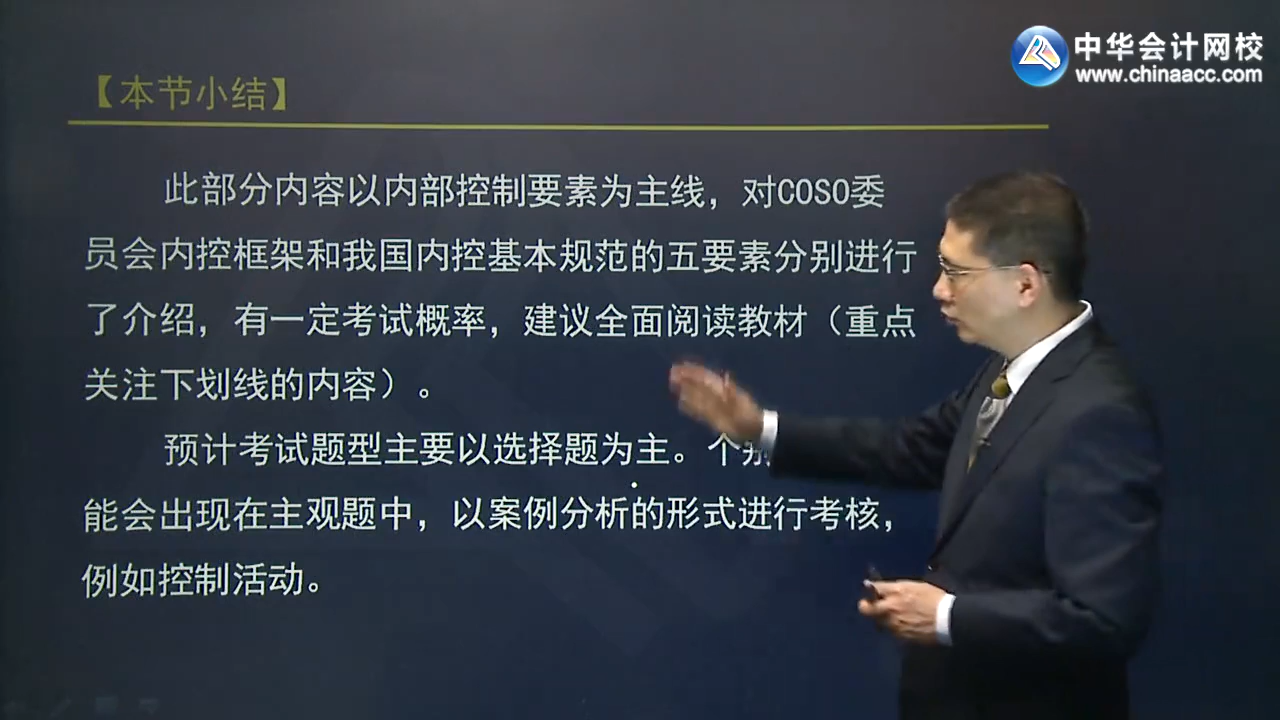 中华会计网校
www.chinaacc.com
【本节小结】
此部分内容以内部控制要素为主线，对COSO委
员会内控框架和我国内控基本规范的五要素分别进行
了介绍，有一定考试概率，建议全面阅读教材（重点
关注下划线的内容）。
预计考试题型主要以选择题为主。个别
能会出现在主观题中，以案例分析的形式进行考核，
例如控制活动。